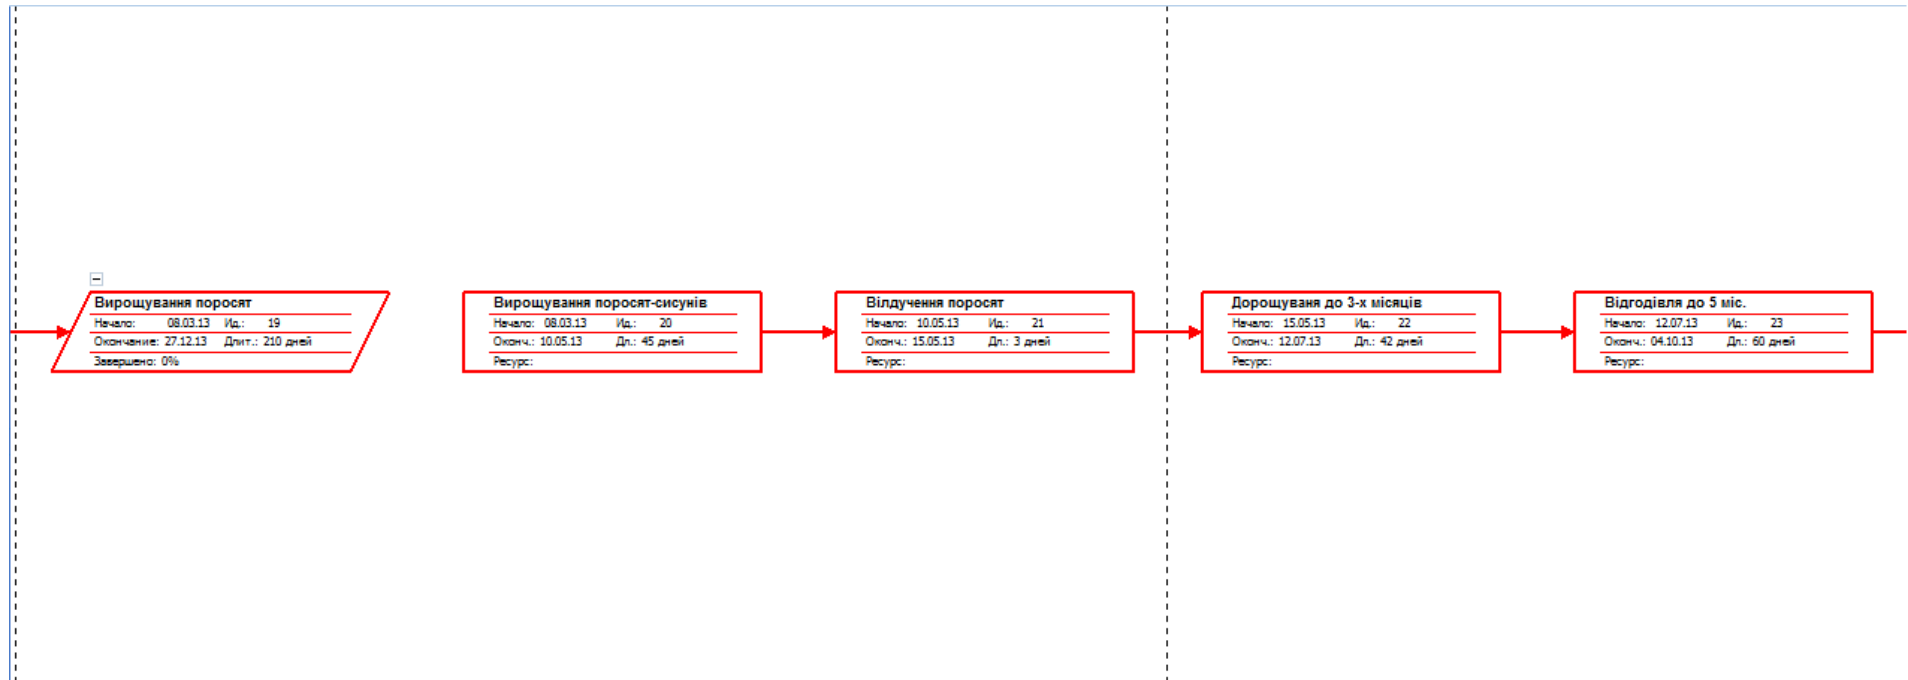 Вирощування поросят
Начало: 08.03.13 Ид.: 19
Окончание: 27.12.13 Длит.: 210 дней
Завершено: 0%
Вирощування поросят-сисунів
Начало: 08.03.13 Ид.: 20
Оконч.: 10.05.13 Дл.: 45 дней
Ресурс:
Вілдучення поросят
Начало: 10.05.13 Ид.: 21
Оконч.: 15.05.13 Дл.: 3 дней
Ресурс:
Дорощуваня до 3-х місяців
Начало: 15.05.13 Ид.: 22
Оконч.: 12.07.13 Дл.: 42 дней
Ресурс:
Відгодівля до 5 міс.
Начало: 12.07.13 Ид.: 23
Оконч.: 04.10.13 Дл.: 60 дней
Ресурс: